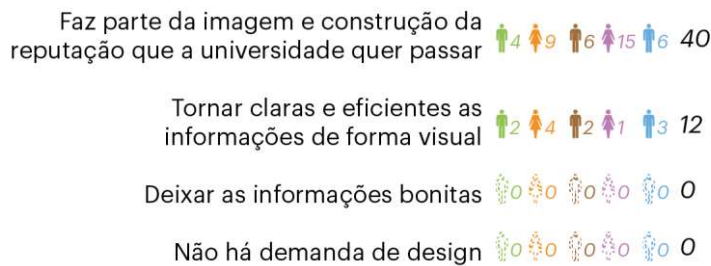 Faz parte da imagem e construção da
reputação que a universidade quer passar 4 9 6 15 6 40
Tornar claras e eficientes as
informações de forma visual 2 4 2 1 3 12
Deixar as informações bonitas 0 0 0 0 0 0
Não há demanda de design 0 0 0 0 0 0